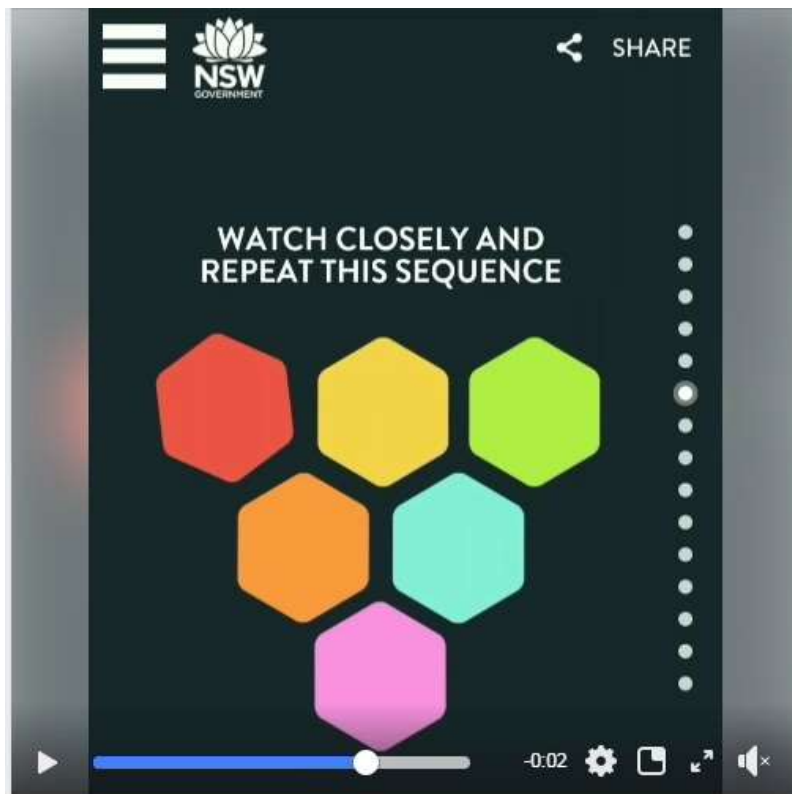 NSW
GOVERNMENT
SHARE
WATCH CLOSELY AND
REPEAT THIS SEQUENCE
-0:02